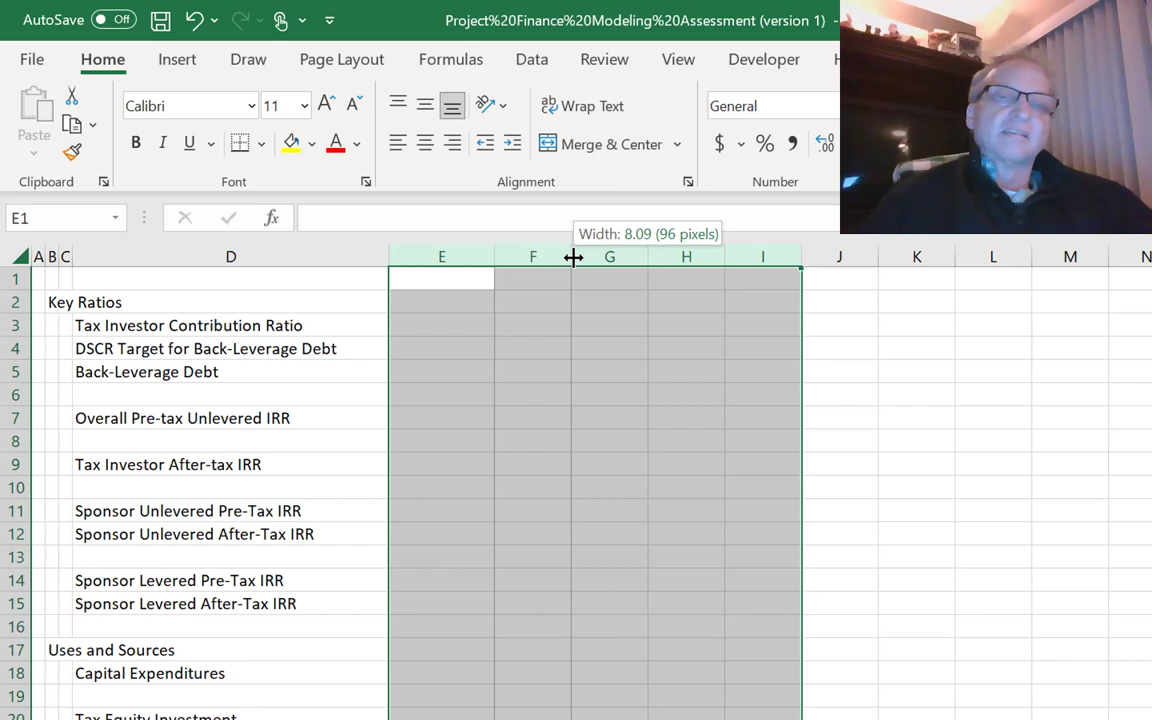 AutoSave Off Project%20Finance%20Modeling%20Assessment (version 1) -
File Home Insert Draw Page Layout Formulas Data Review View Developer H
Paste Calibri 11 A A ab Wrap Text General
B I U A Merge & Center $ % , .00
Clipboard Font Alignment Number
E1 fx
Width: 8.09 (96 pixels)
A B C D E F G H I J K L M N
1
2 Key Ratios
3 Tax Investor Contribution Ratio
4 DSCR Target for Back-Leverage Debt
5 Back-Leverage Debt
6
7 Overall Pre-tax Unlevered IRR
8
9 Tax Investor After-tax IRR
10
11 Sponsor Unlevered Pre-Tax IRR
12 Sponsor Unlevered After-Tax IRR
13
14 Sponsor Levered Pre-Tax IRR
15 Sponsor Levered After-Tax IRR
16
17 Uses and Sources
18 Capital Expenditures
19
20 Tax Equity Investment